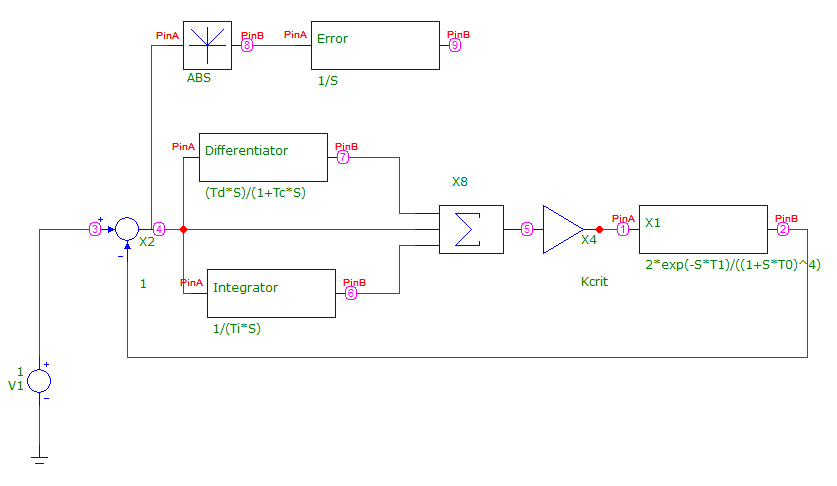 PinA
8
PinB
PinA
Error
PinB
9
ABS
1/S
PinA
Differentiator
PinB
7
(Td*S)/(1+Tc*S)
X8
3
+
4
X2
-
1
5
X4
Kcrit
PinA
1
X1
PinB
2
2*exp(-S*T1)/((1+S*T0)^4)
PinA
Integrator
PinB
6
1/(Ti*S)
1
V1
+
-